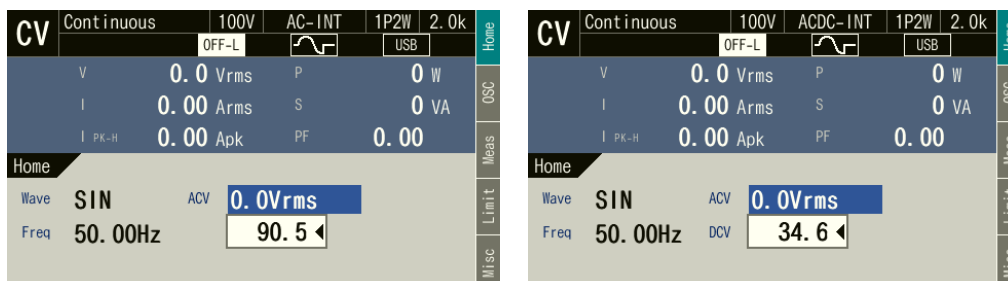 CV Continuous 100V AC-INT 1P2W 2.0k
OFF-L USB
V 0.0 Vrms P 0 W
I 0.00 Arms S 0 VA
I PK-H 0.00 Apk PF 0.00
Home
Wave SIN ACV 0.0Vrms
Freq 50.00Hz 90.5
Home
OSC
Meas
Limit
Misc
CV Continuous 100V ACDC-INT 1P2W 2.0k
OFF-L USB
V 0.0 Vrms P 0 W
I 0.00 Arms S 0 VA
I PK-H 0.00 Apk PF 0.00
Home
Wave SIN ACV 0.0Vrms
Freq 50.00Hz DCV 34.6